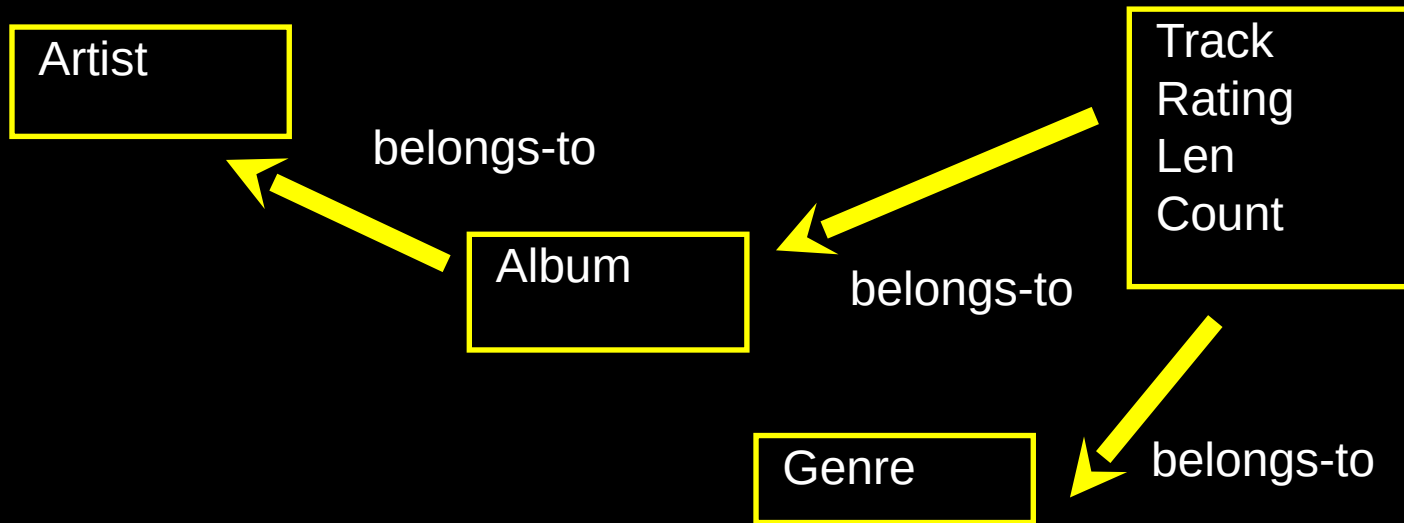 Artist
belongs-to
Album
Track
Rating
Len
Count
belongs-to
Genre
belongs-to